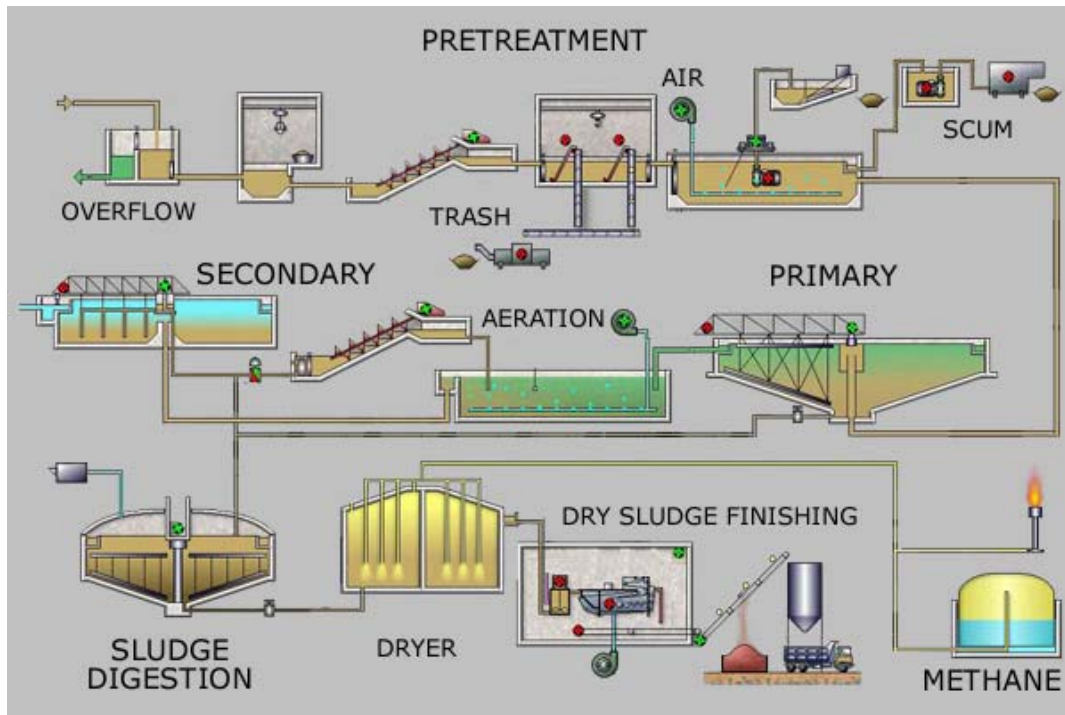 PRETREATMENT
AIR
SCUM
OVERFLOW
TRASH
SECONDARY
PRIMARY
AERATION
DRY SLUDGE FINISHING
SLUDGE
DIGESTION
DRYER
METHANE